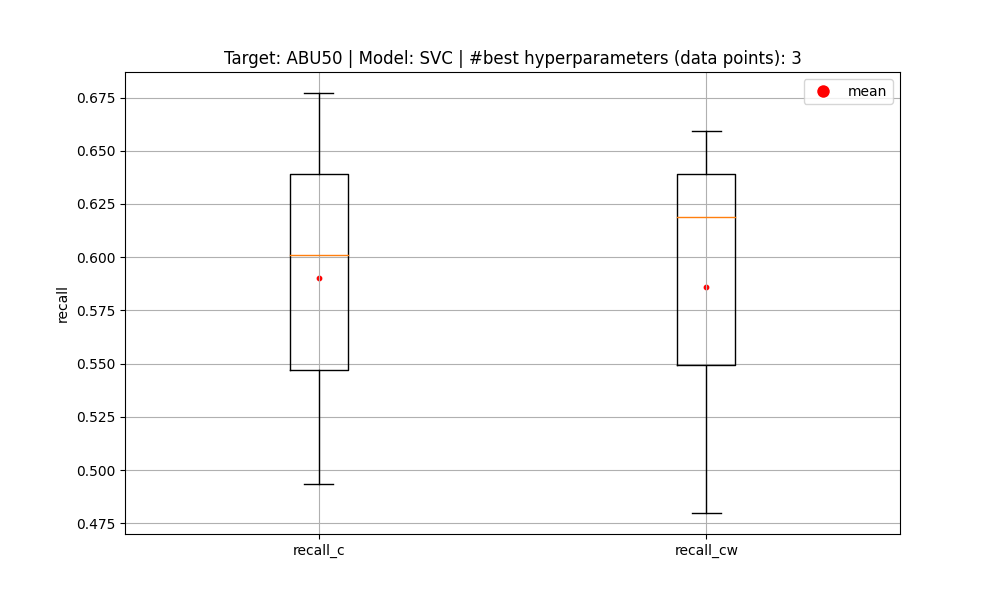 Target: ABU50 | Model: SVC | #best hyperparameters (data points): 3
mean
0.675
0.650
0.625
0.600
0.575
0.550
0.525
0.500
0.475
recall
recall_c
recall_cw